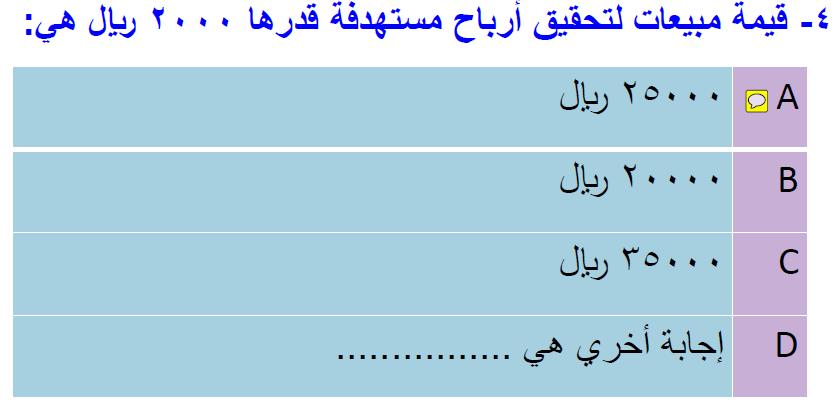 ٤- قيمة مبيعات لتحقيق أرباح مستهدفة قدرها ٢٠٠٠ ريال هي:
A ٢٥٠٠٠ ريال
B ٢٠٠٠٠ ريال
C ٣٥٠٠٠ ريال
D إجابة أخري هي ................